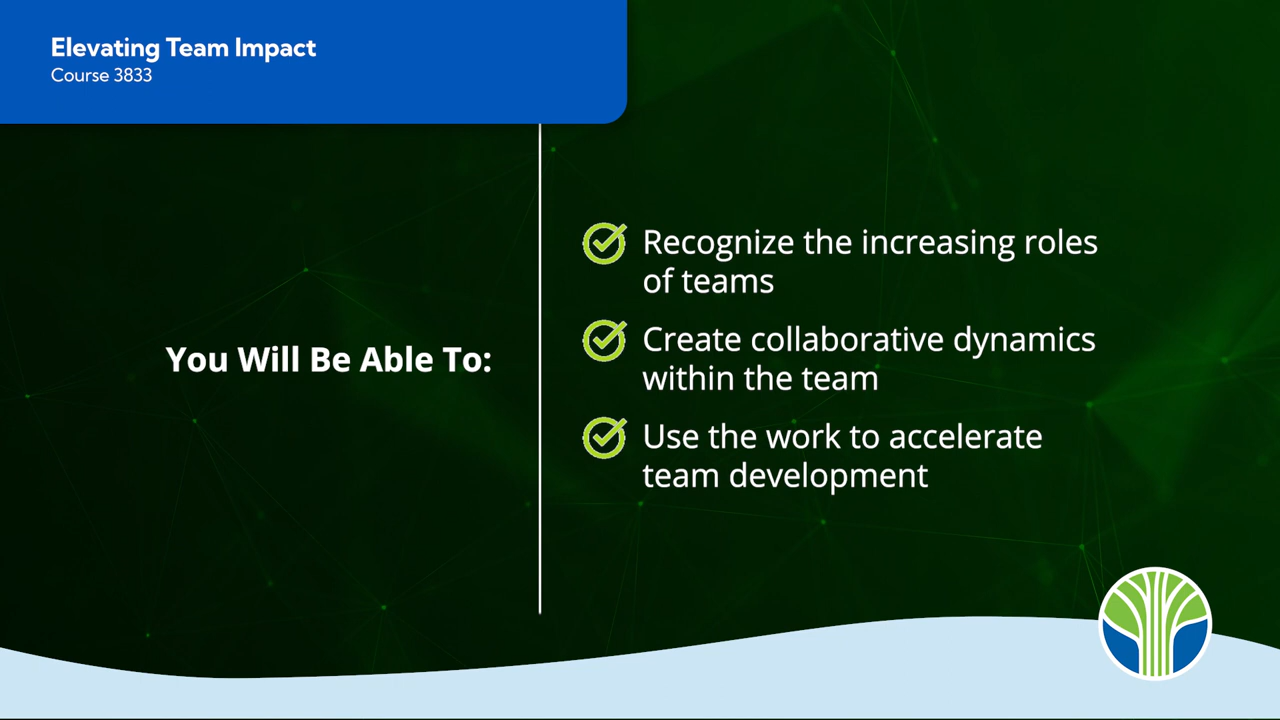 Elevating Team Impact
Course 3833
You Will Be Able To:
Recognize the increasing roles
of teams
Create collaborative dynamics
within the team
Use the work to accelerate
team development